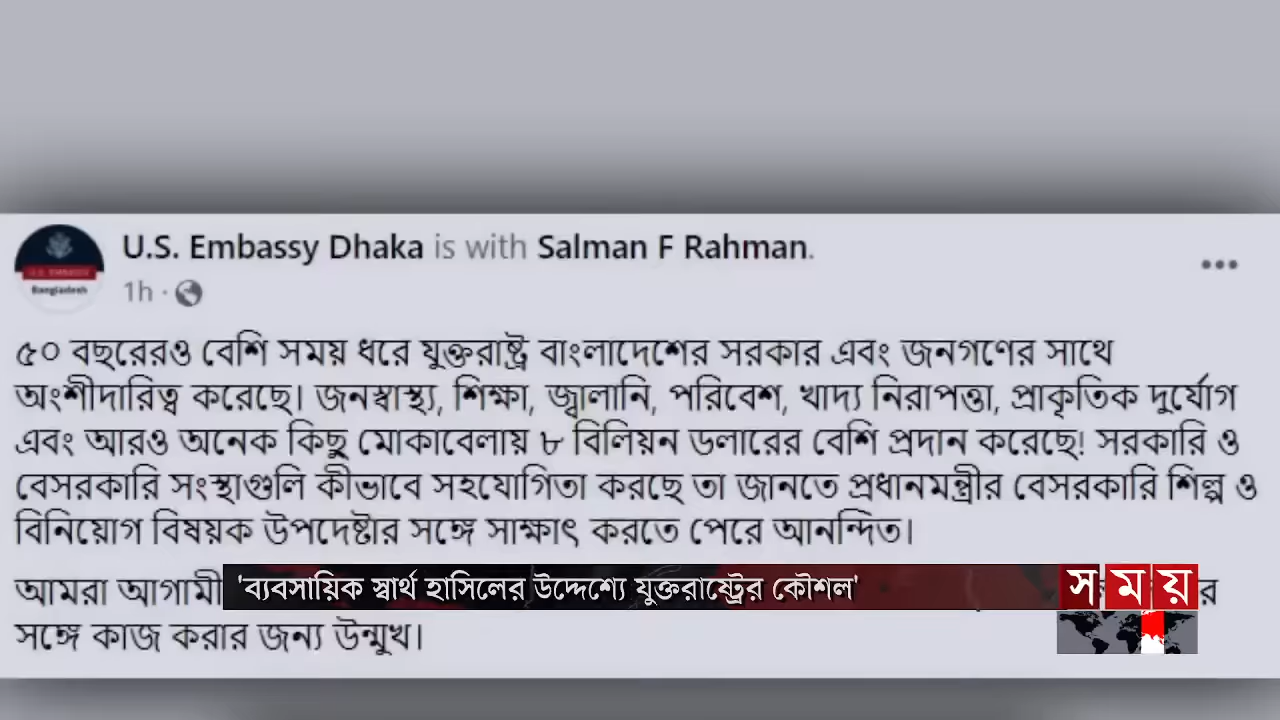 U.S. Embassy Dhaka is with Salman F Rahman.
U.S. EMBASSY
Bangladesh
1h ·
৫০ বছরেরও বেশি সময় ধরে যুক্তরাষ্ট্র বাংলাদেশের সরকার এবং জনগণের সাথে
অংশীদারিত্ব করেছে। জনস্বাস্থ্য, শিক্ষা, জ্বালানি, পরিবেশ, খাদ্য নিরাপত্তা, প্রাকৃতিক দুর্যোগ
এবং আরও অনেক কিছু মোকাবেলায় ৮ বিলিয়ন ডলারের বেশি প্রদান করেছে! সরকারি ও
বেসরকারি সংস্থাগুলি কীভাবে সহযোগিতা করছে তা জানতে প্রধানমন্ত্রীর বেসরকারি শিল্প ও
বিনিয়োগ বিষয়ক উপদেষ্টার সঙ্গে সাক্ষাৎ করতে পেরে আনন্দিত।
আমরা আগামী
'ব্যবসায়িক স্বার্থ হাসিলের উদ্দেশ্যে যুক্তরাষ্ট্রের কৌশল'
সময়
র
সঙ্গে কাজ করার জন্য উন্মুখ।